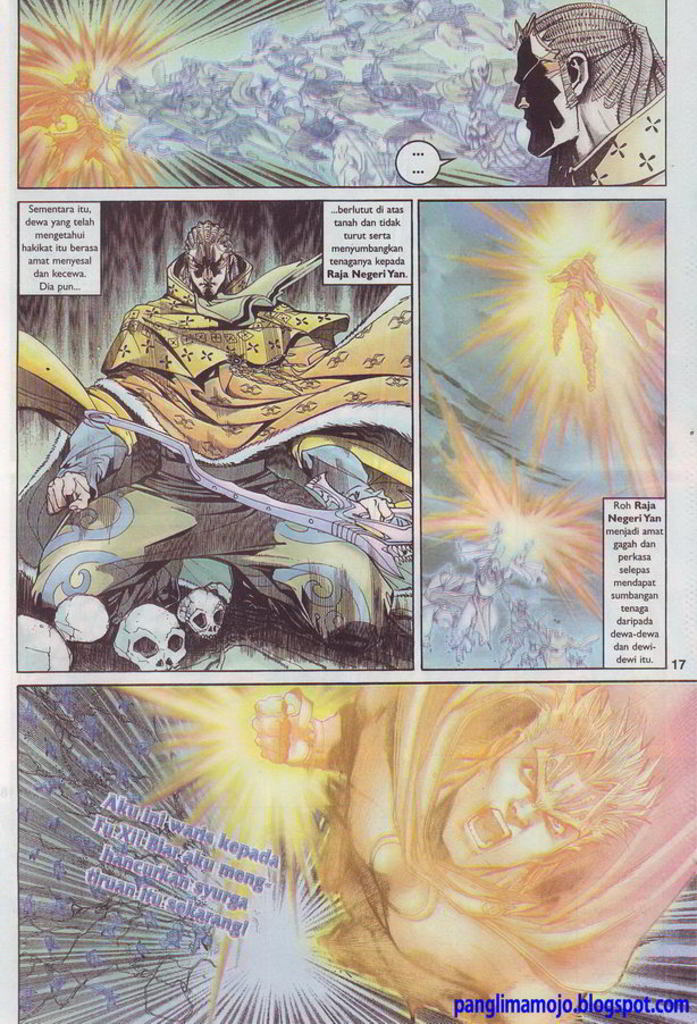 ...
...
Sementara itu,
dewa yang telah
mengetahui
hakikat itu berasa
amat menyesal
dan kecewa.
Dia pun...
...berlutut di atas
tanah dan tidak
turut serta
menyumbangkan
tenaganya kepada
Raja Negeri Yan.
Roh Raja
Negeri Yan
menjadi amat
gagah dan
perkasa
selepas
mendapat
sumbangan
tenaga
daripada
dewa-dewa
dan dewi-
dewi itu.
17
Aku ini waris kepada
Fu Xi! Biar aku meng-
hancurkan syurga
tiruan itu sekarang!
panglimamojo.blogspot.com